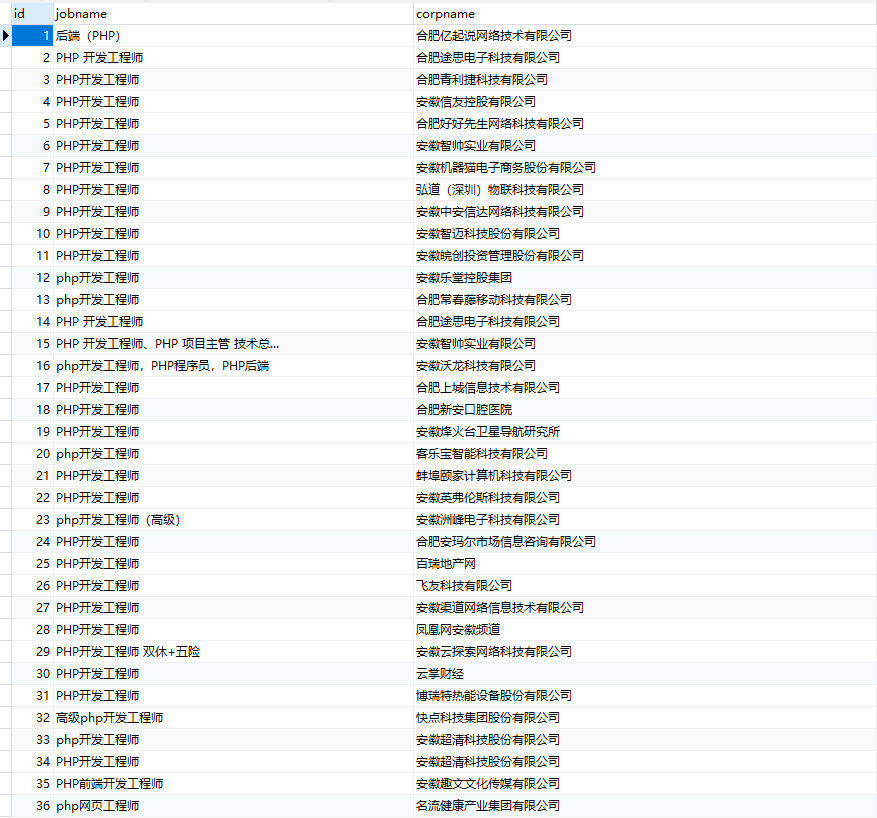 id jobname corpname
1 后端（PHP） 合肥亿起说网络技术有限公司
2 PHP 开发工程师 合肥途思电子科技有限公司
3 PHP开发工程师 合肥青利捷科技有限公司
4 PHP开发工程师 安徽信友控股有限公司
5 PHP开发工程师 合肥好好先生网络科技有限公司
6 PHP开发工程师 安徽智帅实业有限公司
7 PHP开发工程师 安徽机器猫电子商务股份有限公司
8 PHP开发工程师 弘道（深圳）物联科技有限公司
9 PHP开发工程师 安徽中安信达网络科技有限公司
10 PHP开发工程师 安徽智迈科技股份有限公司
11 PHP开发工程师 安徽皖创投资管理股份有限公司
12 php开发工程师 安徽乐堂控股集团
13 php开发工程师 合肥常春藤移动科技有限公司
14 PHP 开发工程师 合肥途思电子科技有限公司
15 PHP 开发工程师、PHP 项目主管 技术总... 安徽智帅实业有限公司
16 php开发工程师，PHP程序员，PHP后端 安徽沃龙科技有限公司
17 PHP开发工程师 合肥上城信息技术有限公司
18 PHP开发工程师 合肥新安口腔医院
19 PHP开发工程师 安徽烽火台卫星导航研究所
20 php开发工程师 客乐宝智能科技有限公司
21 PHP开发工程师 蚌埠颐家计算机科技有限公司
22 PHP开发工程师 安徽英弗伦斯科技有限公司
23 php开发工程师（高级） 安徽洲峰电子科技有限公司
24 PHP开发工程师 合肥安玛尔市场信息咨询有限公司
25 PHP开发工程师 百瑞地产网
26 PHP开发工程师 飞友科技有限公司
27 PHP开发工程师 安徽渠道网络信息技术有限公司
28 PHP开发工程师 凤凰网安徽频道
29 PHP开发工程师 双休+五险 安徽云探索网络科技有限公司
30 PHP开发工程师 云掌财经
31 PHP开发工程师 博瑞特热能设备股份有限公司
32 高级php开发工程师 快点科技集团股份有限公司
33 php开发工程师 安徽超清科技股份有限公司
34 PHP开发工程师 安徽超清科技股份有限公司
35 PHP前端开发工程师 安徽趣文文化传媒有限公司
36 php网页工程师 名流健康产业集团有限公司